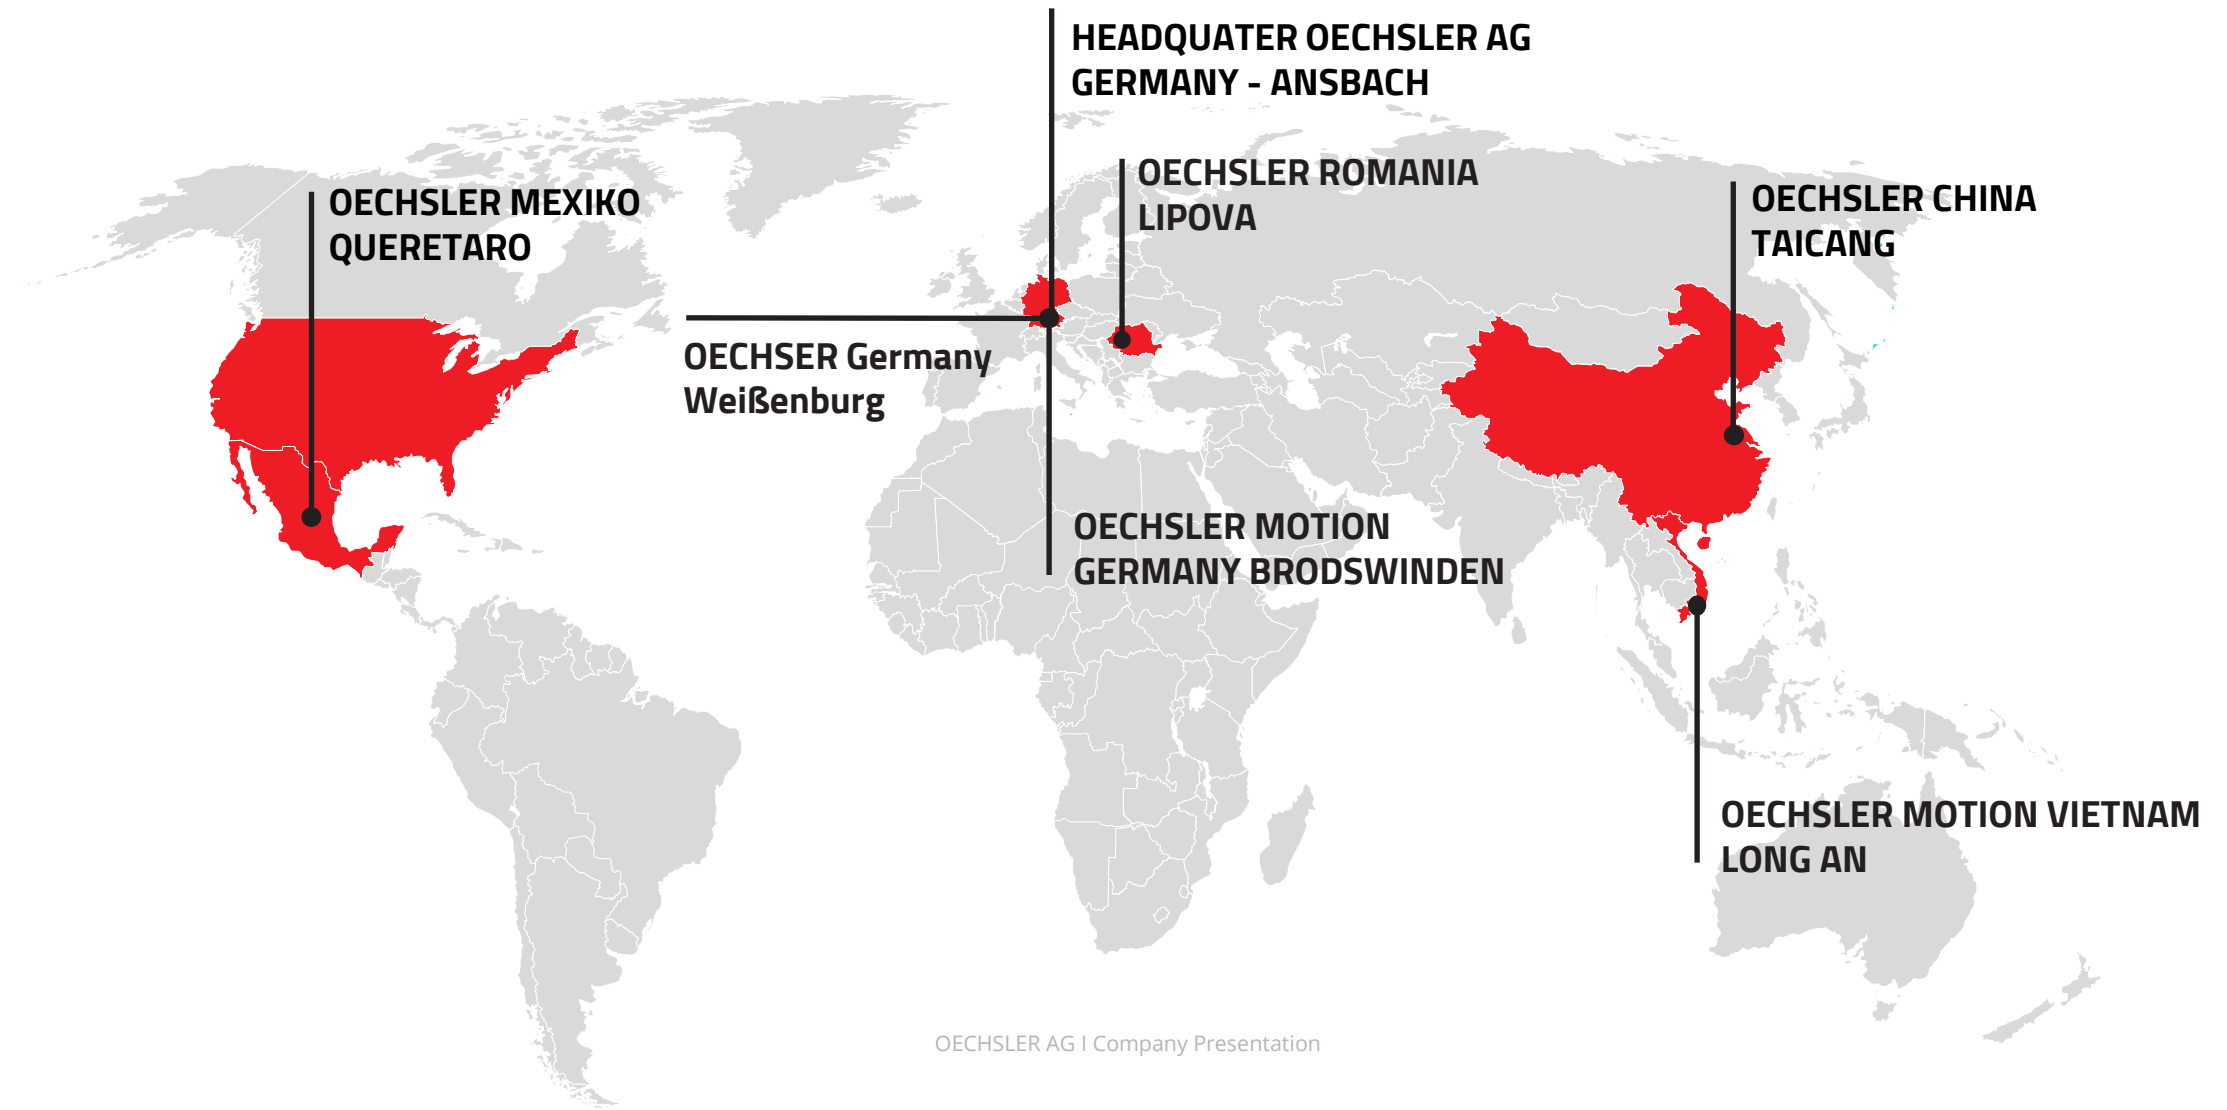 HEADQUATER OECHSLER AG
GERMANY - ANSBACH
OECHSLER ROMANIA
LIPOVA
OECHSLER MEXIKO
QUERETARO
OECHSLER CHINA
TAICANG
OECHSER Germany
Weißenburg
OECHSLER MOTION
GERMANY BRODSWINDEN
OECHSLER MOTION VIETNAM
LONG AN
OECHSLER AG I Company Presentation